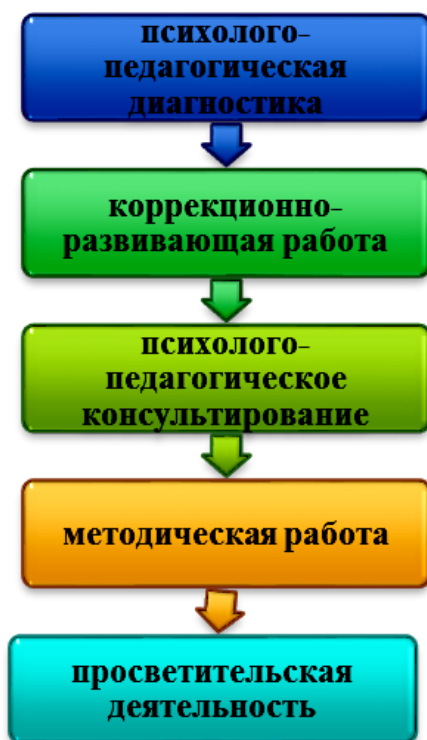 психолого-
педагогическая
диагностика
коррекционно-
развивающая работа
психолого-
педагогическое
консультирование
методическая работа
просветительская
деятельность